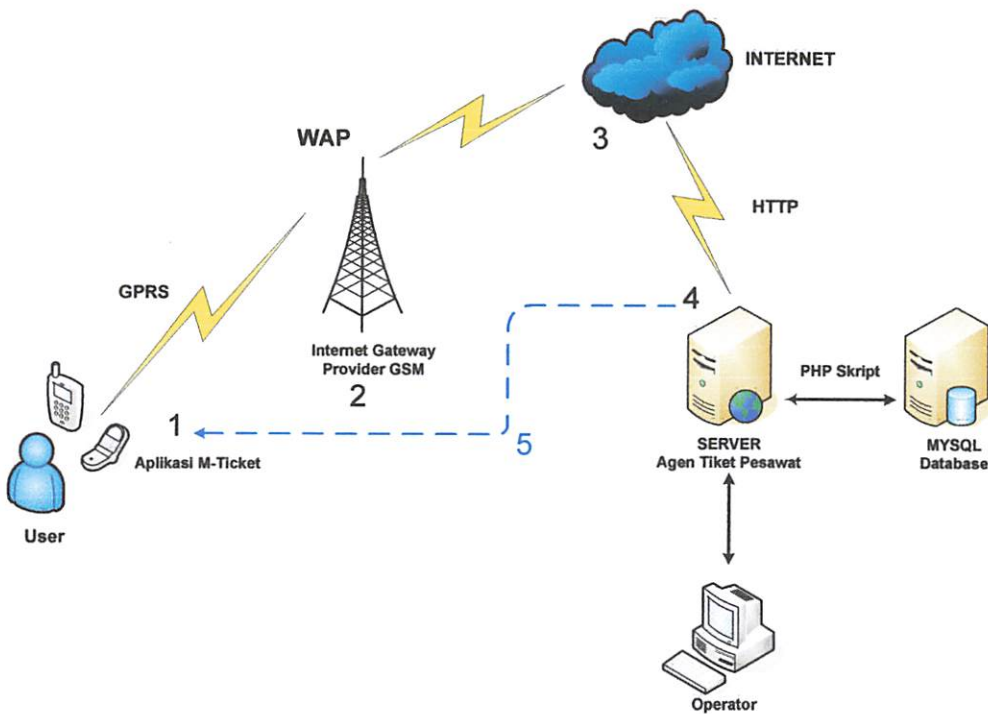 INTERNET
3
WAP
HTTP
GPRS
4
Internet Gateway
Provider GSM
2
PHP Skript
1
Aplikasi M-Ticket
5
SERVER
Agen Tiket Pesawat
MYSQL
Database
User
Operator